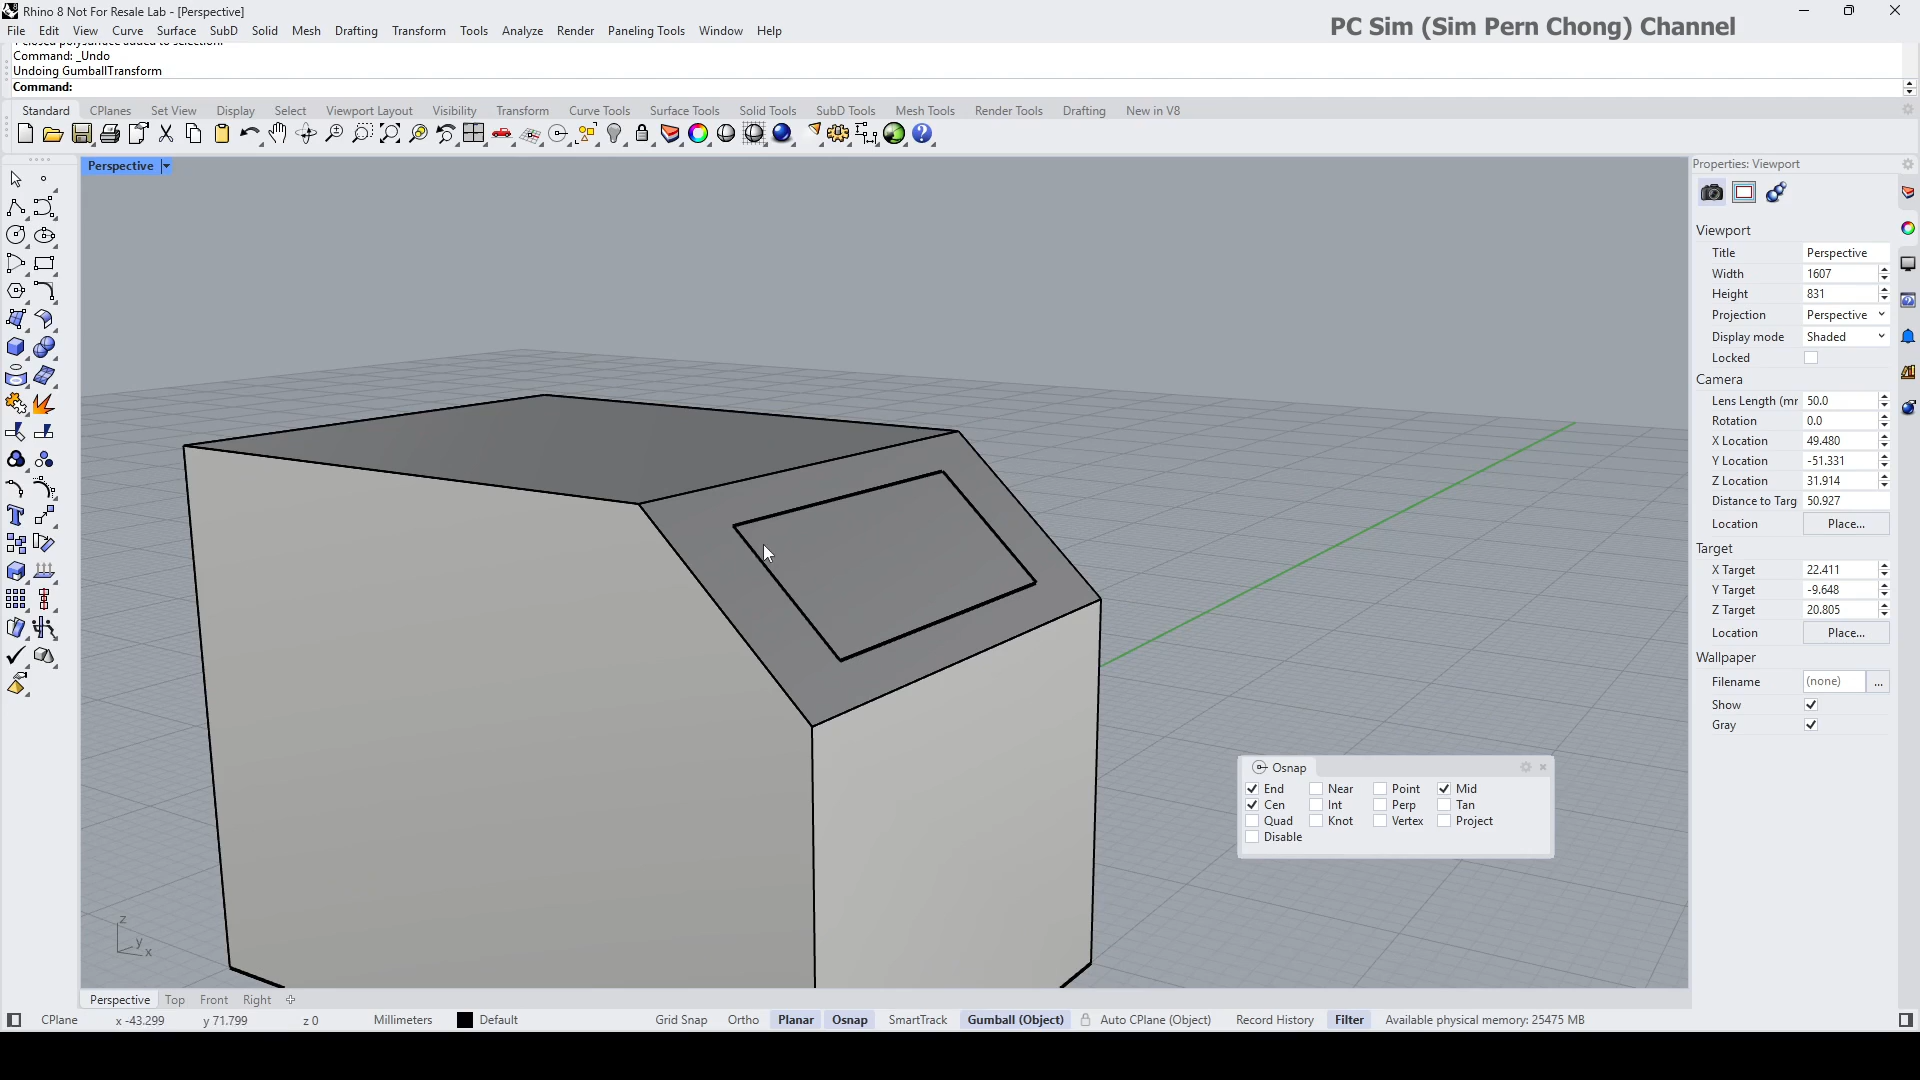 Rhino 8 Not For Resale Lab - [Perspective]
PC Sim (Sim Pern Chong) Channel
File Edit View Curve Surface SubD Solid Mesh Drafting Transform Tools Analyze Render Paneling Tools Window Help
1 closed polysurface added to selection.
Command: _Undo
Undoing GumballTransform
Command:
Standard CPlanes Set View Display Select Viewport Layout Visibility Transform Curve Tools Surface Tools Solid Tools SubD Tools Mesh Tools Render Tools Drafting New in V8
Perspective
Properties: Viewport
Viewport
Title Perspective
Width 1607
Height 831
Projection Perspective
Display mode Shaded
Locked
Camera
Lens Length (mr 50.0
Rotation 0.0
X Location 49.480
Y Location -51.331
Z Location 31.914
Distance to Targ 50.927
Location Place...
Target
X Target 22.411
Y Target -9.648
Z Target 20.805
Location Place...
Wallpaper
Filename (none) ...
Show
Gray
Osnap
End Near Point Mid
Cen Int Perp Tan
Quad Knot Vertex Project
Disable
z
y
x
Perspective Top Front Right
CPlane x -43.299 y 71.799 z 0 Millimeters Default Grid Snap Ortho Planar Osnap SmartTrack Gumball (Object) Auto CPlane (Object) Record History Filter Available physical memory: 25475 MB